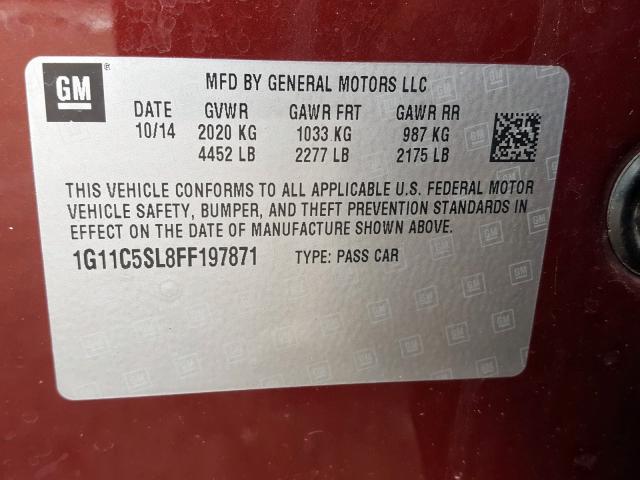 GM ®
MFD BY GENERAL MOTORS LLC
DATE GVWR GAWR FRT GAWR RR
10/14 2020 KG 1033 KG 987 KG
4452 LB 2277 LB 2175 LB
THIS VEHICLE CONFORMS TO ALL APPLICABLE U.S. FEDERAL MOTOR
VEHICLE SAFETY, BUMPER, AND THEFT PREVENTION STANDARDS IN
EFFECT ON THE DATE OF MANUFACTURE SHOWN ABOVE.
1G11C5SL8FF197871 TYPE: PASS CAR